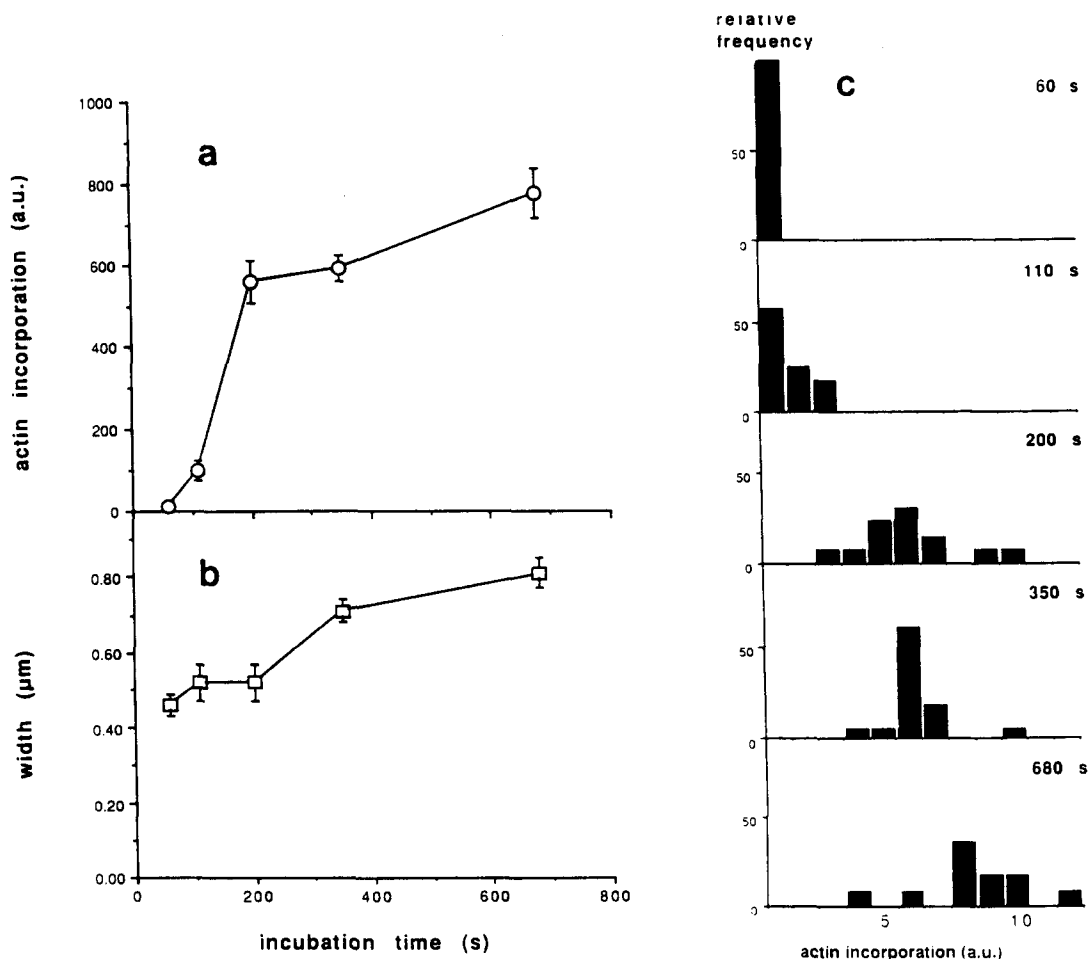 a
1000
800
600
400
200
0
actin incorporation (a.u.)
b
0.80
0.60
0.40
0.20
0.00
width (µm)
0
200
400
600
800
incubation time (s)
relative
frequency
c
60 s
50
0
110 s
50
0
200 s
50
0
350 s
50
0
680 s
50
0
5
10
actin incorporation (a.u.)